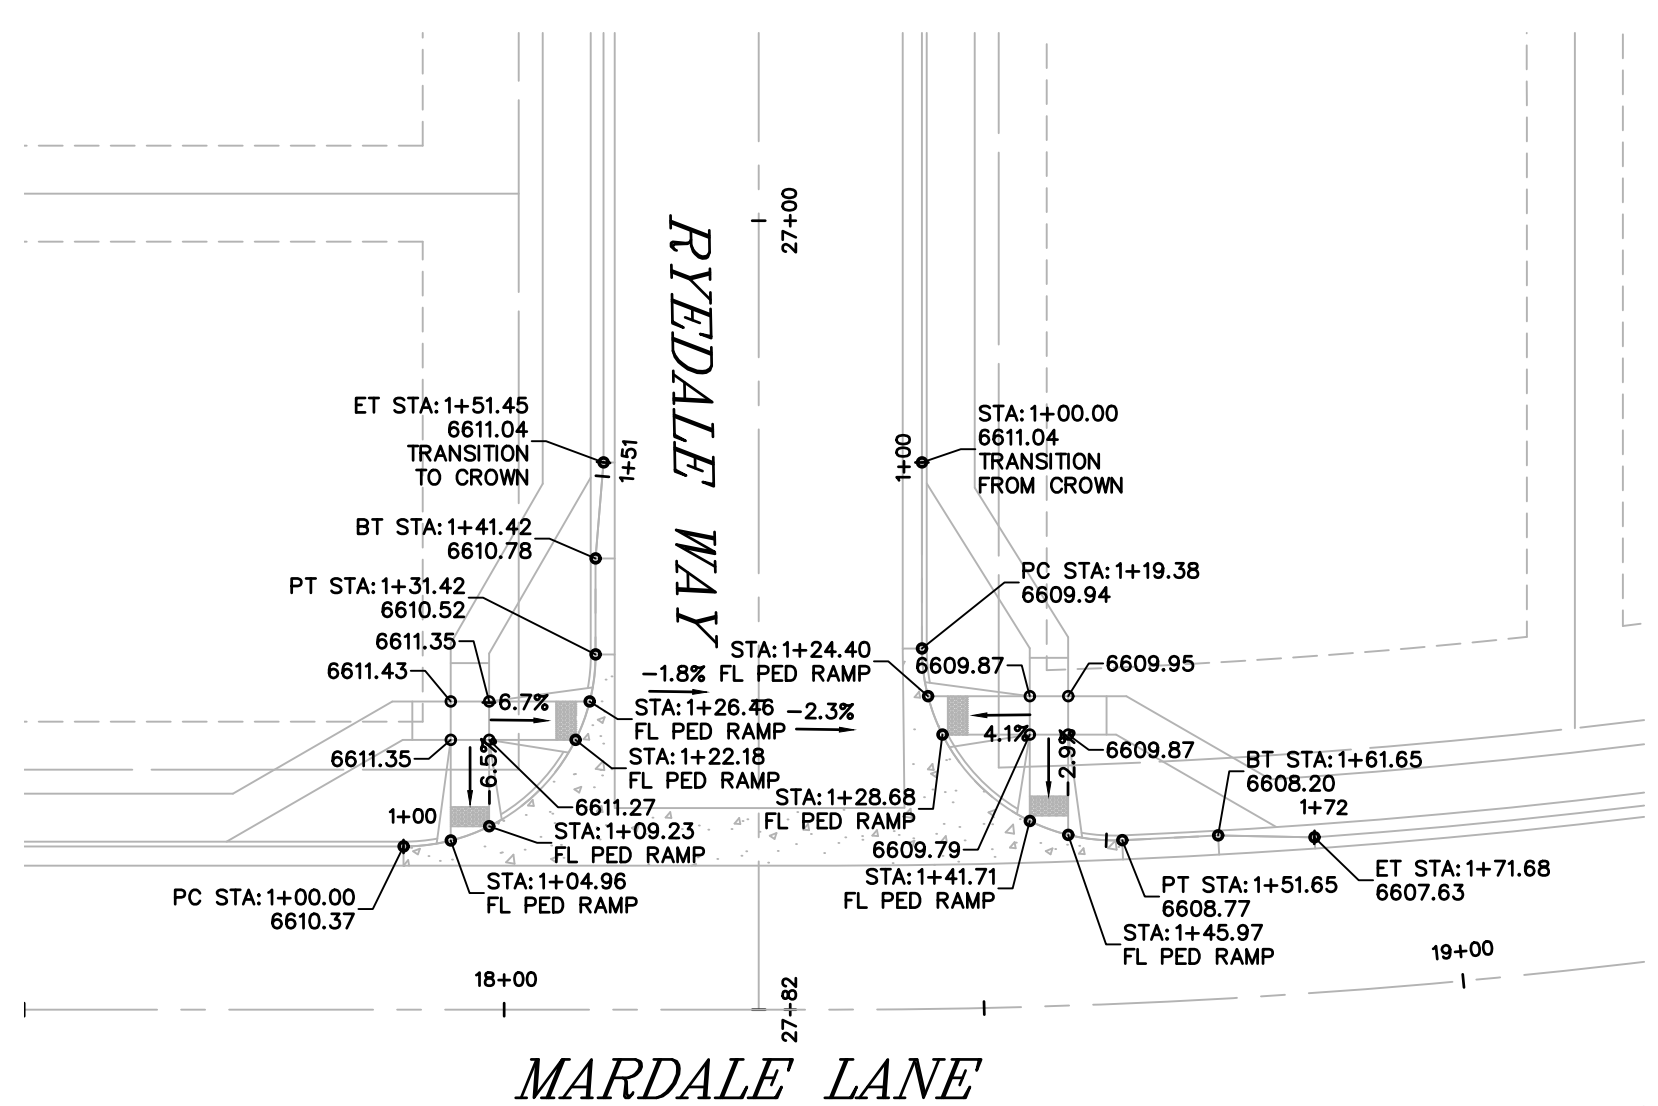 27+00
RYEDALE WAY
ET STA:1+51.45
6611.04
TRANSITION
TO CROWN
1+51
1+00
STA:1+00.00
6611.04
TRANSITION
FROM CROWN
BT STA:1+41.42
6610.78
PT STA:1+31.42
6610.52
6611.35
6611.43
PC STA:1+19.38
6609.94
STA:1+24.40
FL PED RAMP
6609.87
6609.95
-1.8%
-6.7%
STA:1+26.46
FL PED RAMP
-2.3%
4.1%
-2.9%
6609.87
6611.35
-6.5%
STA:1+22.18
FL PED RAMP
BT STA:1+61.65
6608.20
1+72
1+00
6611.27
STA:1+09.23
FL PED RAMP
STA:1+28.68
FL PED RAMP
6609.79
STA:1+04.96
FL PED RAMP
PC STA:1+00.00
6610.37
STA:1+41.71
FL PED RAMP
PT STA:1+51.65
6608.77
ET STA:1+71.68
6607.63
STA:1+45.97
FL PED RAMP
18+00
27+82
19+00
MARDALE LANE